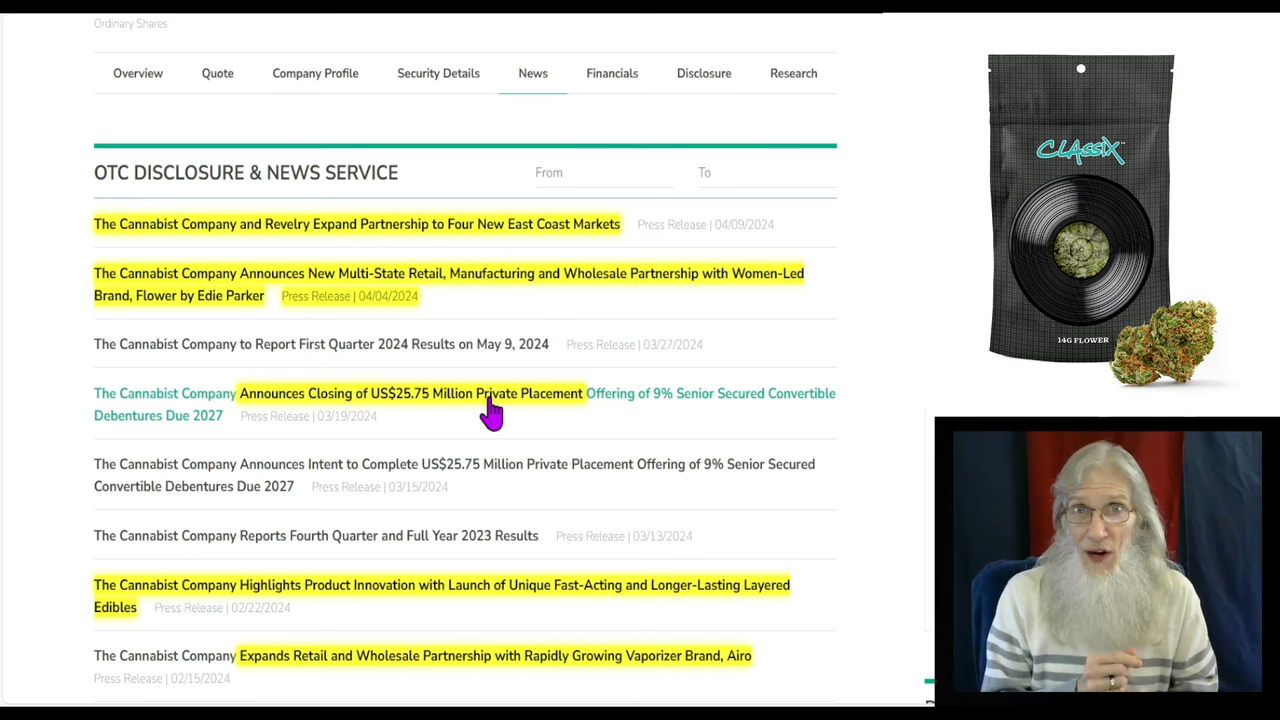 Ordinary Shares
Overview Quote Company Profile Security Details News Financials Disclosure Research
OTC DISCLOSURE & NEWS SERVICE From To
The Cannabist Company and Revelry Expand Partnership to Four New East Coast Markets Press Release | 04/09/2024
The Cannabist Company Announces New Multi-State Retail, Manufacturing and Wholesale Partnership with Women-Led
Brand, Flower by Edie Parker Press Release | 04/04/2024
The Cannabist Company to Report First Quarter 2024 Results on May 9, 2024 Press Release | 03/27/2024
The Cannabist Company Announces Closing of US$25.75 Million Private Placement Offering of 9% Senior Secured Convertible
Debentures Due 2027 Press Release | 03/19/2024
The Cannabist Company Announces Intent to Complete US$25.75 Million Private Placement Offering of 9% Senior Secured
Convertible Debentures Due 2027 Press Release | 03/15/2024
The Cannabist Company Reports Fourth Quarter and Full Year 2023 Results Press Release | 03/13/2024
The Cannabist Company Highlights Product Innovation with Launch of Unique Fast-Acting and Longer-Lasting Layered
Edibles Press Release | 02/22/2024
The Cannabist Company Expands Retail and Wholesale Partnership with Rapidly Growing Vaporizer Brand, Airo
Press Release | 02/15/2024
CLASSIX
14G FLOWER